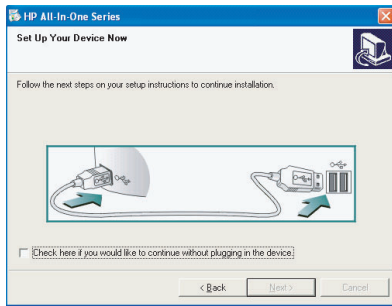 HP All-In-One Series
Set Up Your Device Now
Follow the next steps on your setup instructions to continue installation.
Check here if you would like to continue without plugging in the device.
< Back
Next >
Cancel